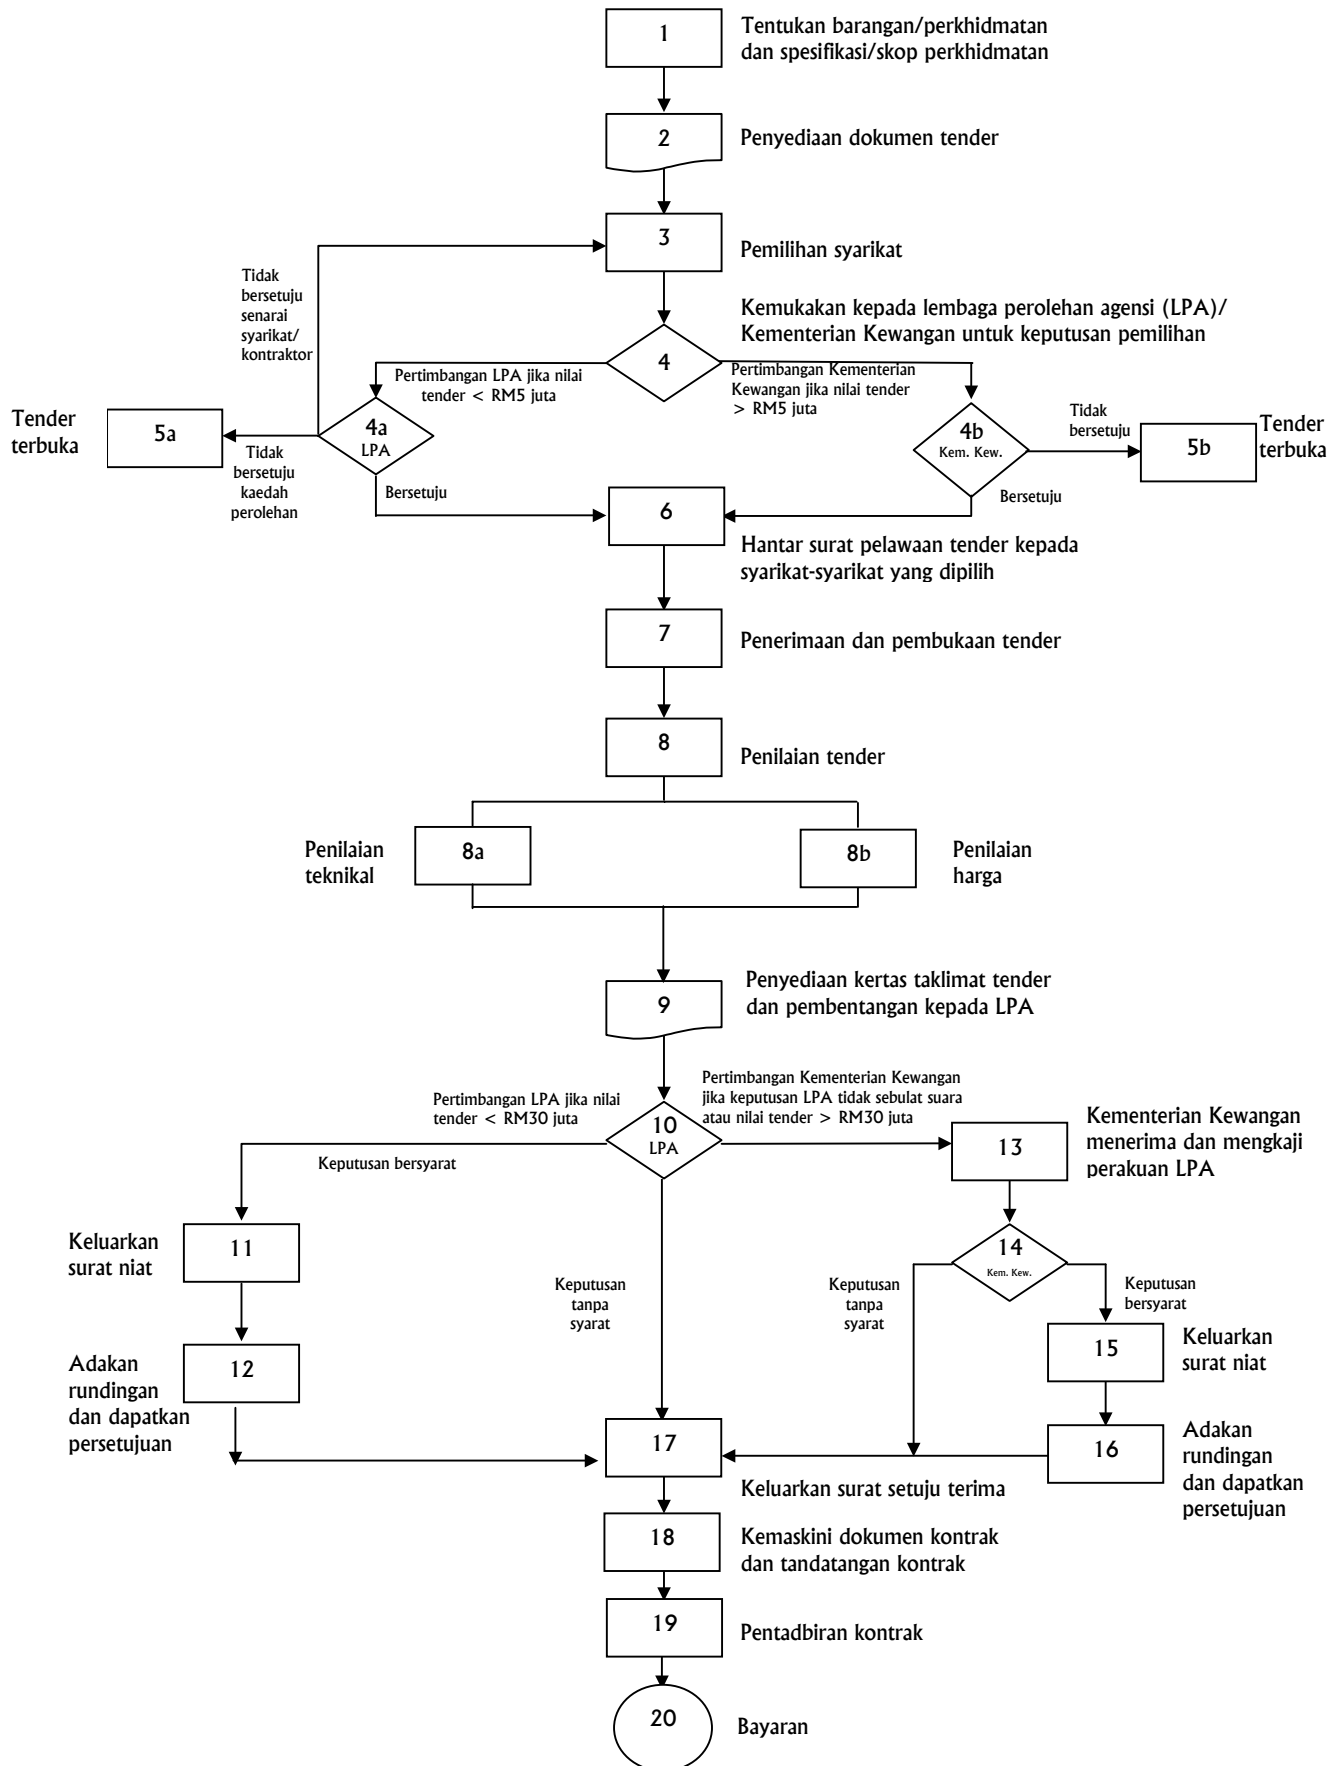 1
Tentukan barangan/perkhidmatan
dan spesifikasi/skop perkhidmatan
2
Penyediaan dokumen tender
3
Pemilihan syarikat
Tidak
bersetuju
senarai
syarikat/
kontraktor
Kemukakan kepada lembaga perolehan agensi (LPA)/
Kementerian Kewangan untuk keputusan pemilihan
4
Pertimbangan LPA jika nilai
tender < RM5 juta
Pertimbangan Kementerian
Kewangan jika nilai tender
> RM5 juta
Tender
terbuka
5a
4a
LPA
Tidak
bersetuju
kaedah
perolehan
Bersetuju
4b
Kem. Kew.
Tidak
bersetuju
5b
Tender
terbuka
Bersetuju
6
Hantar surat pelawaan tender kepada
syarikat-syarikat yang dipilih
7
Penerimaan dan pembukaan tender
8
Penilaian tender
Penilaian
teknikal
8a
8b
Penilaian
harga
9
Penyediaan kertas taklimat tender
dan pembentangan kepada LPA
Pertimbangan LPA jika nilai
tender < RM30 juta
Pertimbangan Kementerian Kewangan
jika keputusan LPA tidak sebulat suara
atau nilai tender > RM30 juta
10
LPA
Keputusan bersyarat
13
Kementerian Kewangan
menerima dan mengkaji
perakuan LPA
Keluarkan
surat niat
11
14
Kem. Kew.
Keputusan
tanpa
syarat
Keputusan
tanpa
syarat
Keputusan
bersyarat
15
Keluarkan
surat niat
Adakan
rundingan
dan dapatkan
persetujuan
12
17
16
Adakan
rundingan
dan dapatkan
persetujuan
Keluarkan surat setuju terima
18
Kemaskini dokumen kontrak
dan tandatangan kontrak
19
Pentadbiran kontrak
20
Bayaran